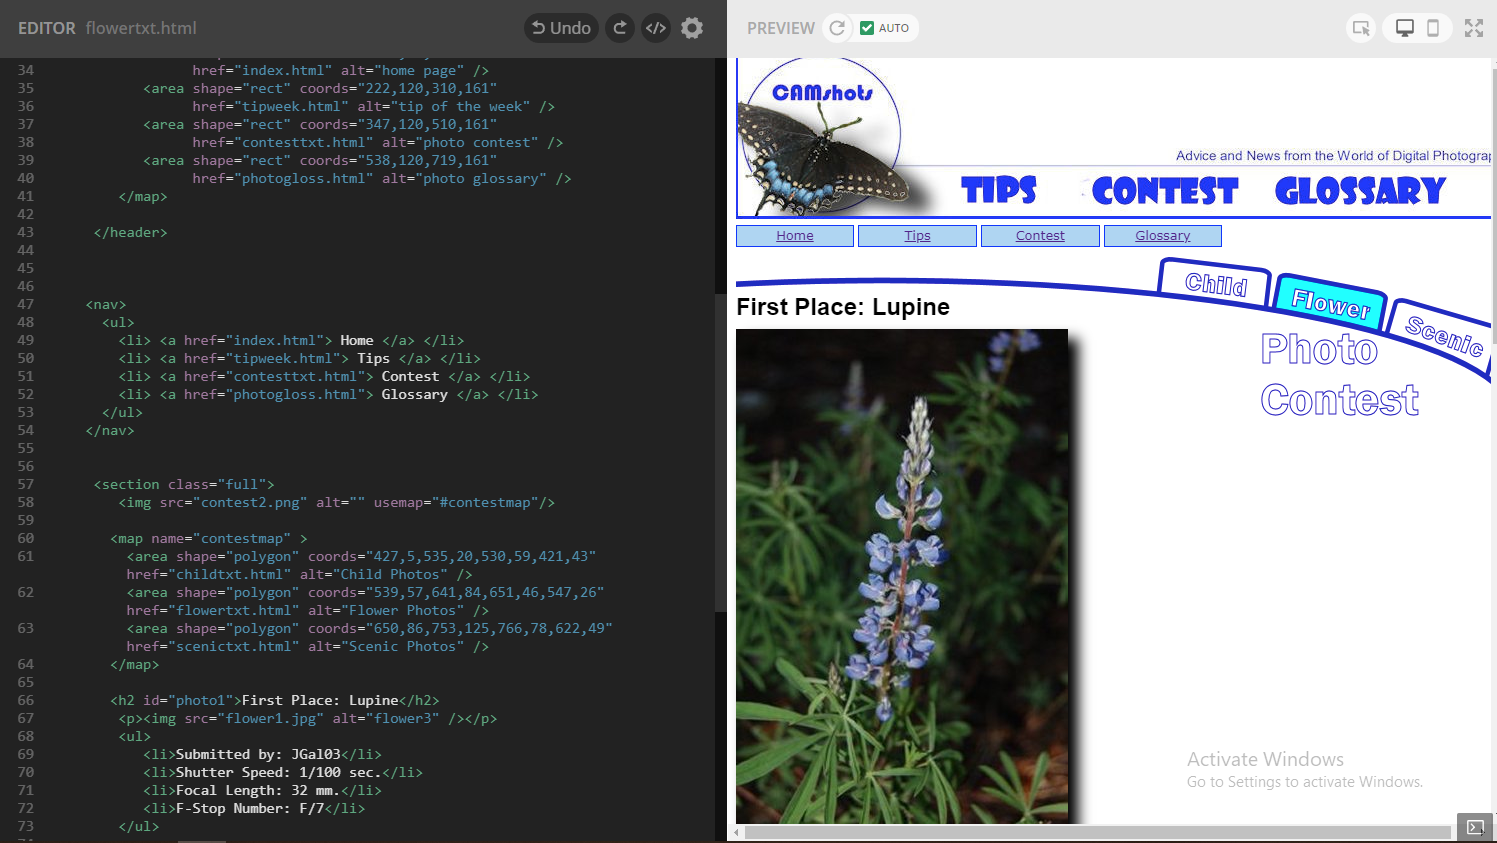 EDITOR flowertxt.html
Undo
34 href="index.html" alt="home page" />
35 <area shape="rect" coords="222,120,310,161"
36 href="tipweek.html" alt="tip of the week" />
37 <area shape="rect" coords="347,120,510,161"
38 href="contesttxt.html" alt="photo contest" />
39 <area shape="rect" coords="538,120,719,161"
40 href="photogloss.html" alt="photo glossary" />
41 </map>
42
43 </header>
44
45
46
47 <nav>
48 <ul>
49 <li> <a href="index.html"> Home </a> </li>
50 <li> <a href="tipweek.html"> Tips </a> </li>
51 <li> <a href="contesttxt.html"> Contest </a> </li>
52 <li> <a href="photogloss.html"> Glossary </a> </li>
53 </ul>
54 </nav>
55
56
57 <section class="full">
58 <img src="contest2.png" alt="" usemap="#contestmap"/>
59
60 <map name="contestmap" >
61 <area shape="polygon" coords="427,5,535,20,530,59,421,43"
href="childtxt.html" alt="Child Photos" />
62 <area shape="polygon" coords="539,57,641,84,651,46,547,26"
href="flowertxt.html" alt="Flower Photos" />
63 <area shape="polygon" coords="650,86,753,125,766,78,622,49"
href="scenictxt.html" alt="Scenic Photos" />
64 </map>
65
66 <h2 id="photo1">First Place: Lupine</h2>
67 <p><img src="flower1.jpg" alt="flower3" /></p>
68 <ul>
69 <li>Submitted by: JGal03</li>
70 <li>Shutter Speed: 1/100 sec.</li>
71 <li>Focal Length: 32 mm.</li>
72 <li>F-Stop Number: F/7</li>
73 </ul>
PREVIEW AUTO
CAMshots
Advice and News from the World of Digital Photogra
TIPS CONTEST GLOSSARY
Home Tips Contest Glossary
Child Flower Scenic
First Place: Lupine
Photo
Contest
Activate Windows
Go to Settings to activate Windows.